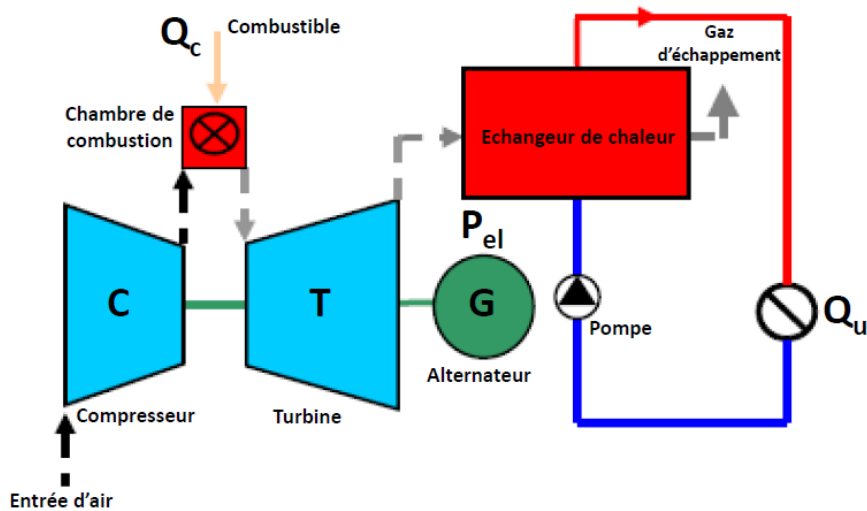 Qc
Combustible
Chambre de
combustion
Gaz
d'échappement
Echangeur de chaleur
Pel
C
T
G
Qu
Pompe
Compresseur
Turbine
Alternateur
Entrée d'air